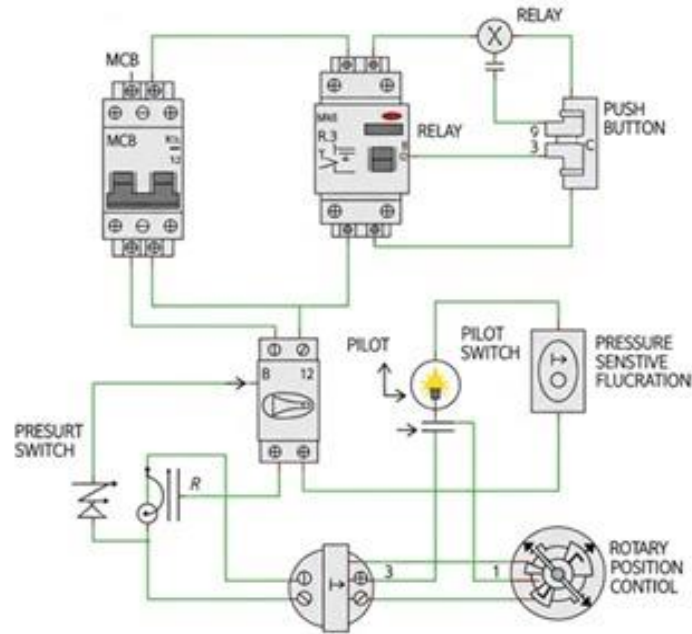 RELAY
MCB
PUSH
BUTTON
MCB
12
R.3
Y
RELAY
9
3
C
PILOT
PILOT
SWITCH
PRESSURE
SENSTIVE
FLUCRATION
B 12
PRESURT
SWITCH
R
3
1
ROTARY
POSITION
CONTIOL